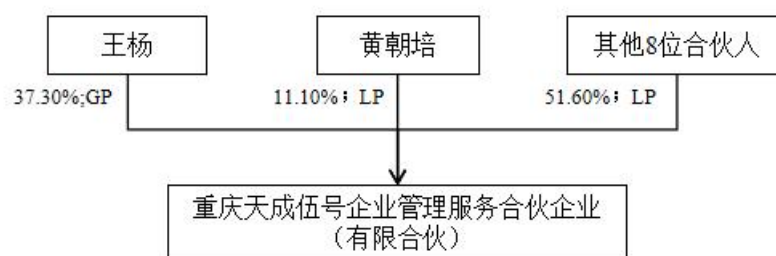 王杨
黄朝培
其他8位合伙人
37.30%;GP
11.10%；LP
51.60%；LP
重庆天成伍号企业管理服务合伙企业
（有限合伙）